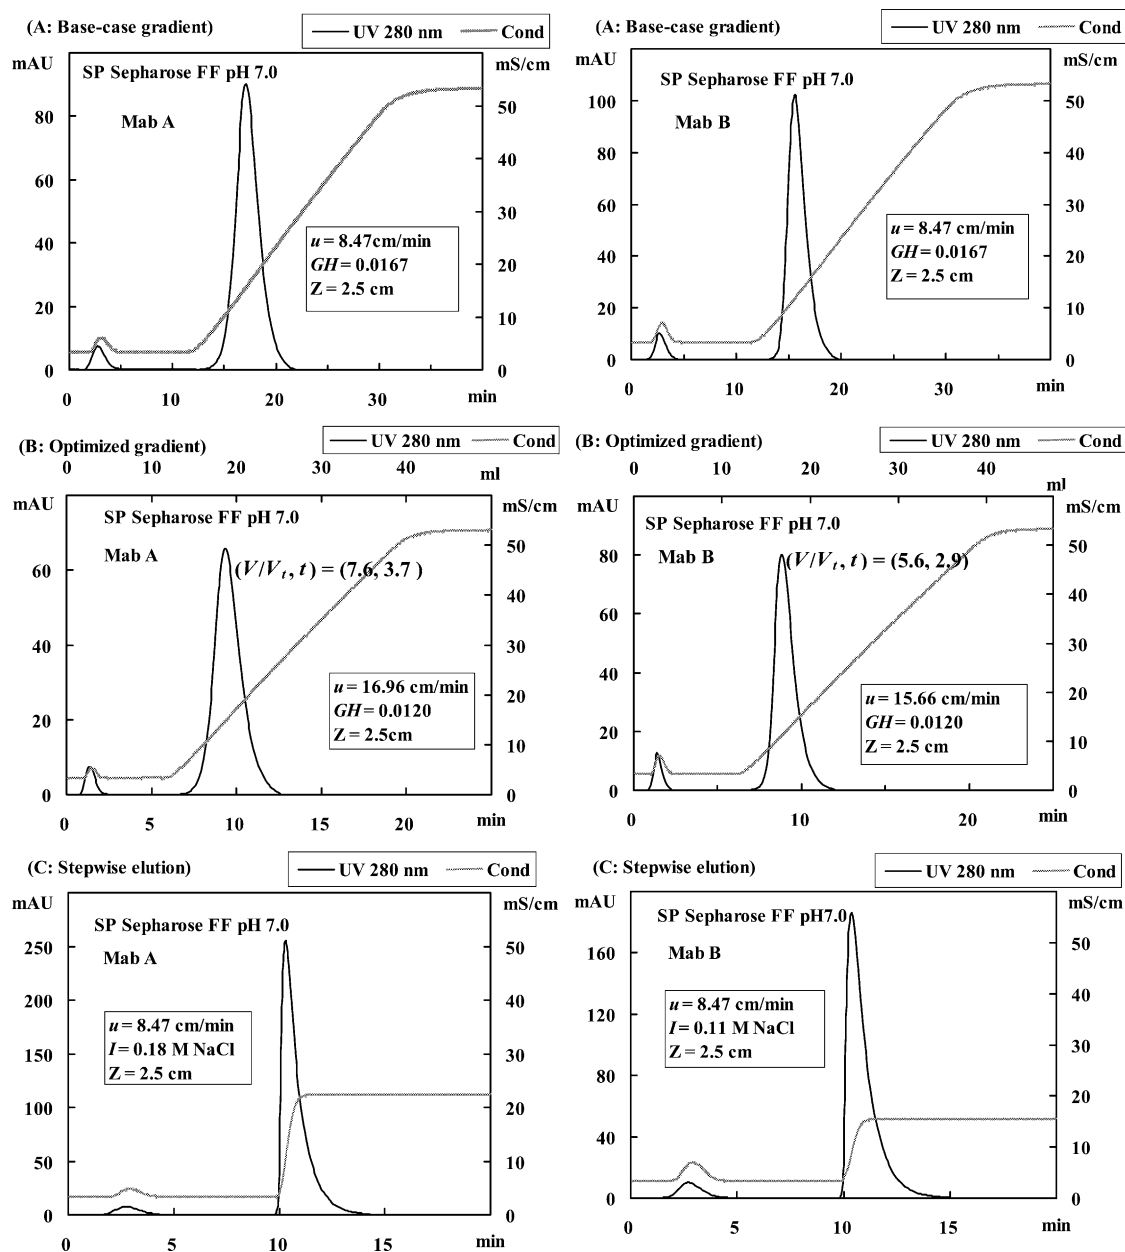 (A: Base-case gradient)
UV 280 nm
Cond
mAU
mS/cm
SP Sepharose FF pH 7.0
Mab A
u = 8.47cm/min
GH = 0.0167
Z = 2.5 cm
80
60
40
20
0
50
40
30
20
10
0
0
10
20
30
min
(A: Base-case gradient)
UV 280 nm
Cond
mAU
mS/cm
SP Sepharose FF pH 7.0
Mab B
u = 8.47 cm/min
GH = 0.0167
Z = 2.5 cm
100
80
60
40
20
0
50
40
30
20
10
0
0
10
20
30
min
(B: Optimized gradient)
UV 280 nm
Cond
0
10
20
30
40
ml
mAU
mS/cm
SP Sepharose FF pH 7.0
Mab A
(V/Vt, t) = (7.6, 3.7 )
u = 16.96 cm/min
GH = 0.0120
Z = 2.5cm
60
40
20
0
50
40
30
20
10
0
0
5
10
15
20
min
(B: Optimized gradient)
UV 280 nm
Cond
0
10
20
30
40
ml
mAU
mS/cm
SP Sepharose FF pH 7.0
Mab B
(V/Vt, t) = (5.6, 2.9)
u = 15.66 cm/min
GH = 0.0120
Z = 2.5 cm
80
60
40
20
0
50
40
30
20
10
0
0
10
20
min
(C: Stepwise elution)
UV 280 nm
Cond
mAU
mS/cm
SP Sepharose FF pH 7.0
Mab A
u = 8.47 cm/min
I = 0.18 M NaCl
Z = 2.5 cm
250
200
150
100
50
0
50
40
30
20
10
0
0
5
10
15
min
(C: Stepwise elution)
UV 280 nm
Cond
mAU
mS/cm
SP Sepharose FF pH7.0
Mab B
u = 8.47 cm/min
I = 0.11 M NaCl
Z = 2.5 cm
160
120
80
40
0
50
40
30
20
10
0
0
5
10
15
min